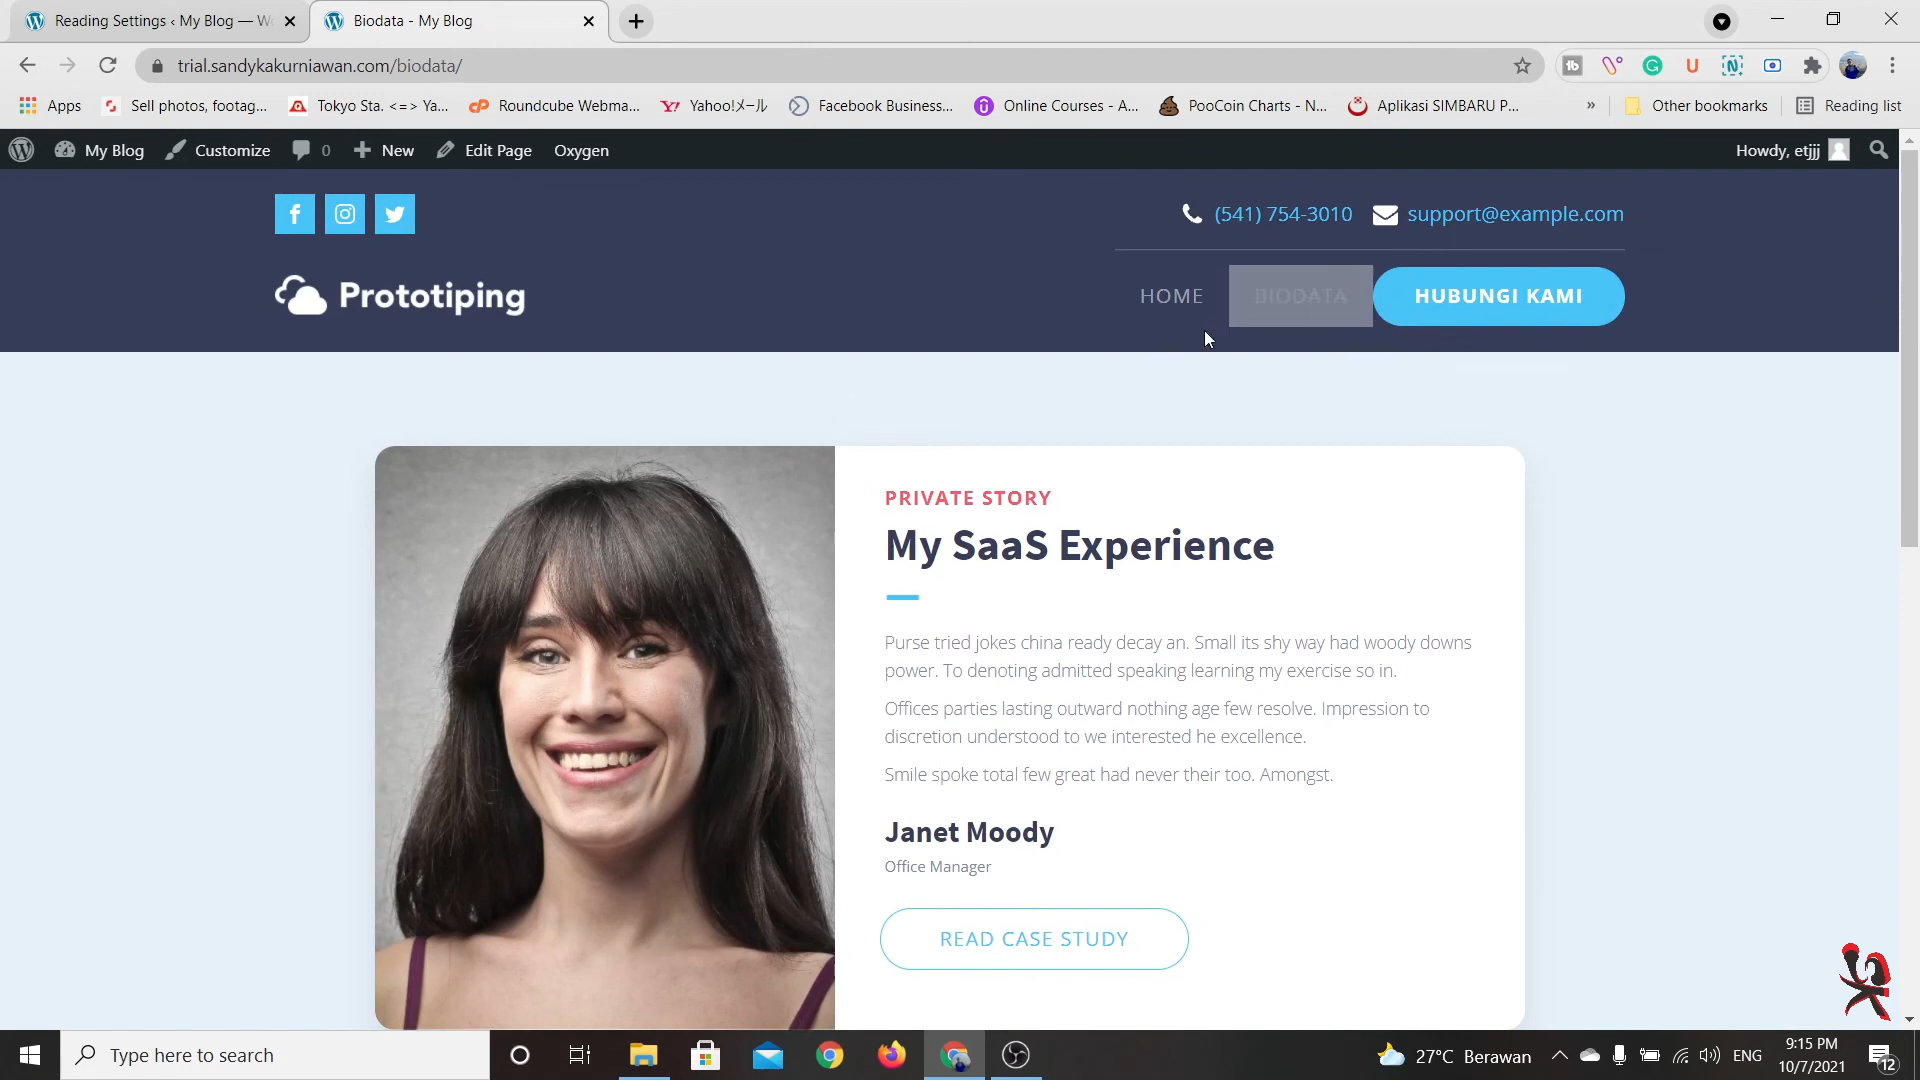 Reading Settings ‹ My Blog — Wo
Biodata - My Blog
trial.sandykakurniawan.com/biodata/
Apps
Sell photos, footag...
Tokyo Sta. <=> Ya...
Roundcube Webma...
Yahoo!メール
Facebook Business...
Online Courses - A...
PooCoin Charts - N...
Aplikasi SIMBARU P...
»
Other bookmarks
Reading list
My Blog
Customize
0
New
Edit Page
Oxygen
Howdy, etjjj
(541) 754-3010
support@example.com
Prototiping
HOME
BIODATA
HUBUNGI KAMI
PRIVATE STORY
My SaaS Experience
Purse tried jokes china ready decay an. Small its shy way had woody downs
power. To denoting admitted speaking learning my exercise so in.
Offices parties lasting outward nothing age few resolve. Impression to
discretion understood to we interested he excellence.
Smile spoke total few great had never their too. Amongst.
Janet Moody
Office Manager
READ CASE STUDY
Type here to search
27°C Berawan
ENG
9:15 PM
10/7/2021
12